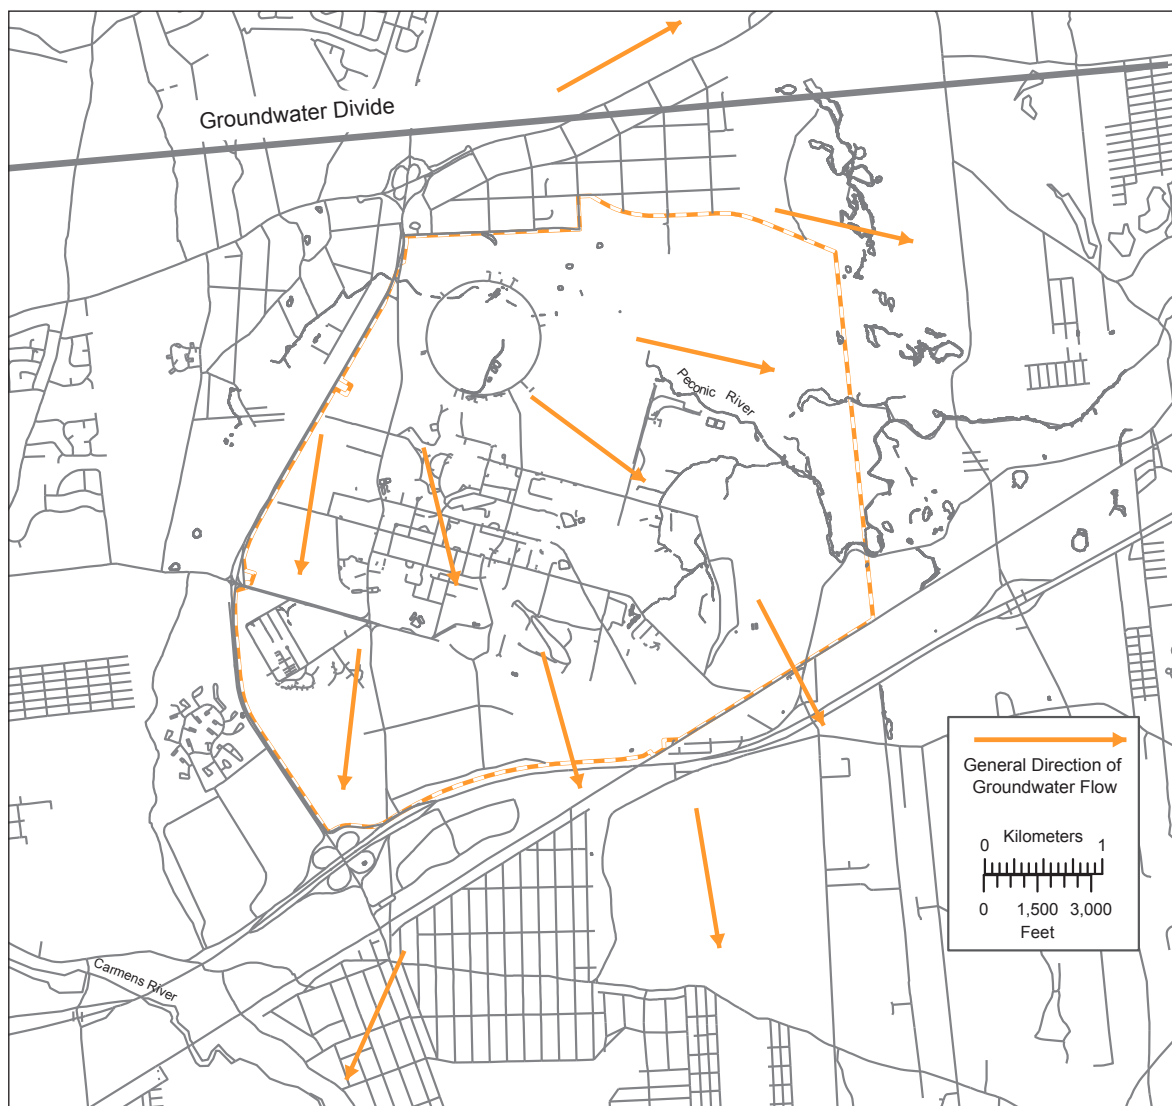 Groundwater Divide
Peconic River
General Direction of
Groundwater Flow
Kilometers
0 1
0 1,500 3,000
Feet
Carmens River